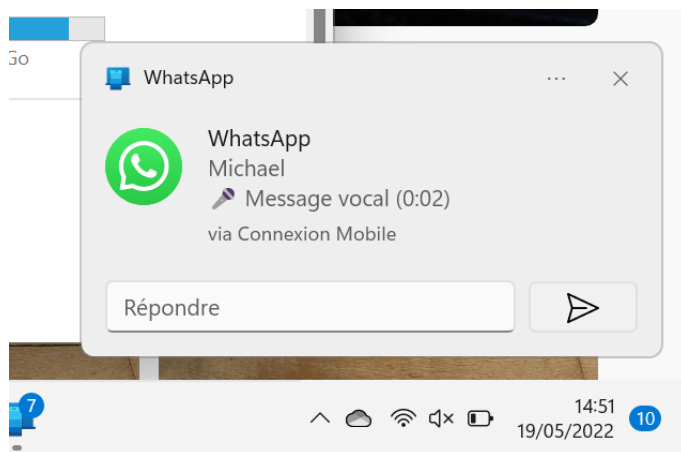 Go
WhatsApp
WhatsApp
Michael
Message vocal (0:02)
via Connexion Mobile
Répondre
7
14:51
19/05/2022
10